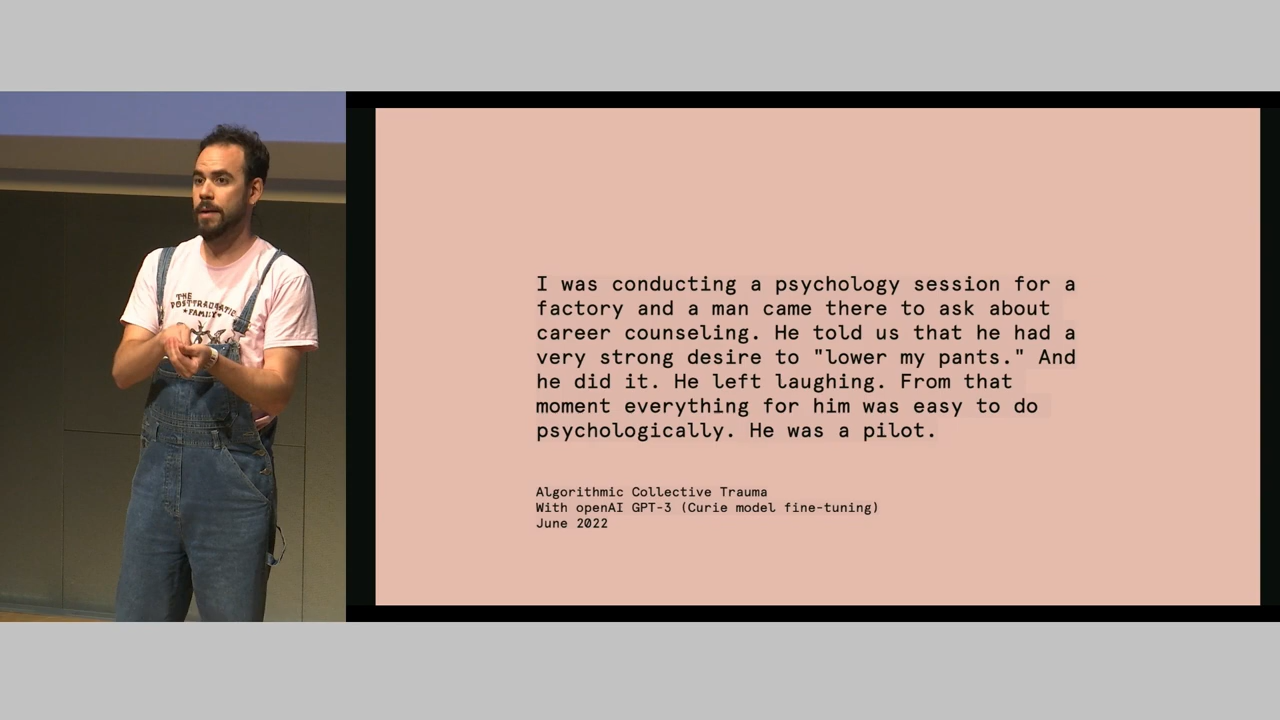 THE
POSTTRAUMATIC
★FAMILY♥
I was conducting a psychology session for a
factory and a man came there to ask about
career counseling. He told us that he had a
very strong desire to "lower my pants." And
he did it. He left laughing. From that
moment everything for him was easy to do
psychologically. He was a pilot.
Algorithmic Collective Trauma
With openAI GPT-3 (Curie model fine-tuning)
June 2022